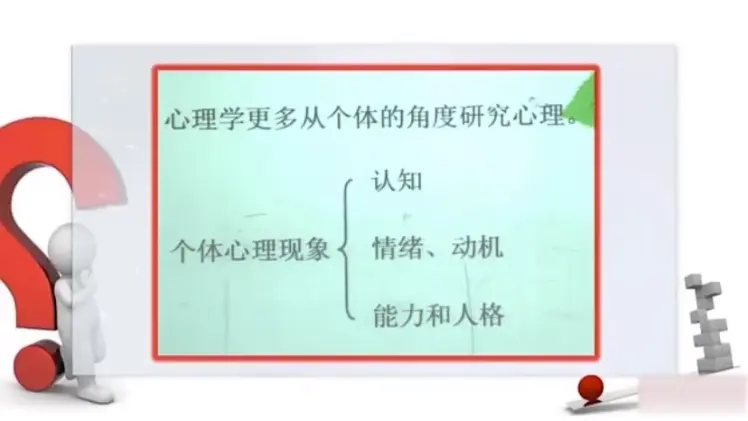 心理学更多从个体的角度研究心理。
认知
个体心理现象
情绪、动机
能力和人格